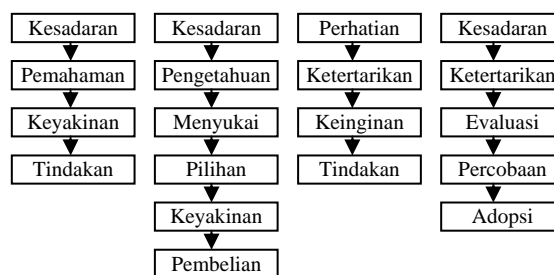 Kesadaran
Pemahaman
Keyakinan
Tindakan
Kesadaran
Pengetahuan
Menyukai
Pilihan
Keyakinan
Pembelian
Perhatian
Ketertarikan
Keinginan
Tindakan
Kesadaran
Ketertarikan
Evaluasi
Percobaan
Adopsi